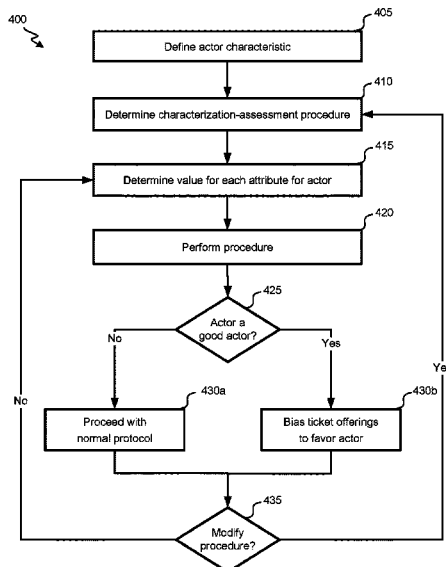 400
405
Define actor characteristic
410
Determine characterization-assessment procedure
415
Determine value for each attribute for actor
420
Perform procedure
425
Actor a
good actor?
No
Yes
430a
430b
Proceed with
normal protocol
Bias ticket offerings
to favor actor
No
Yes
435
Modify
procedure?